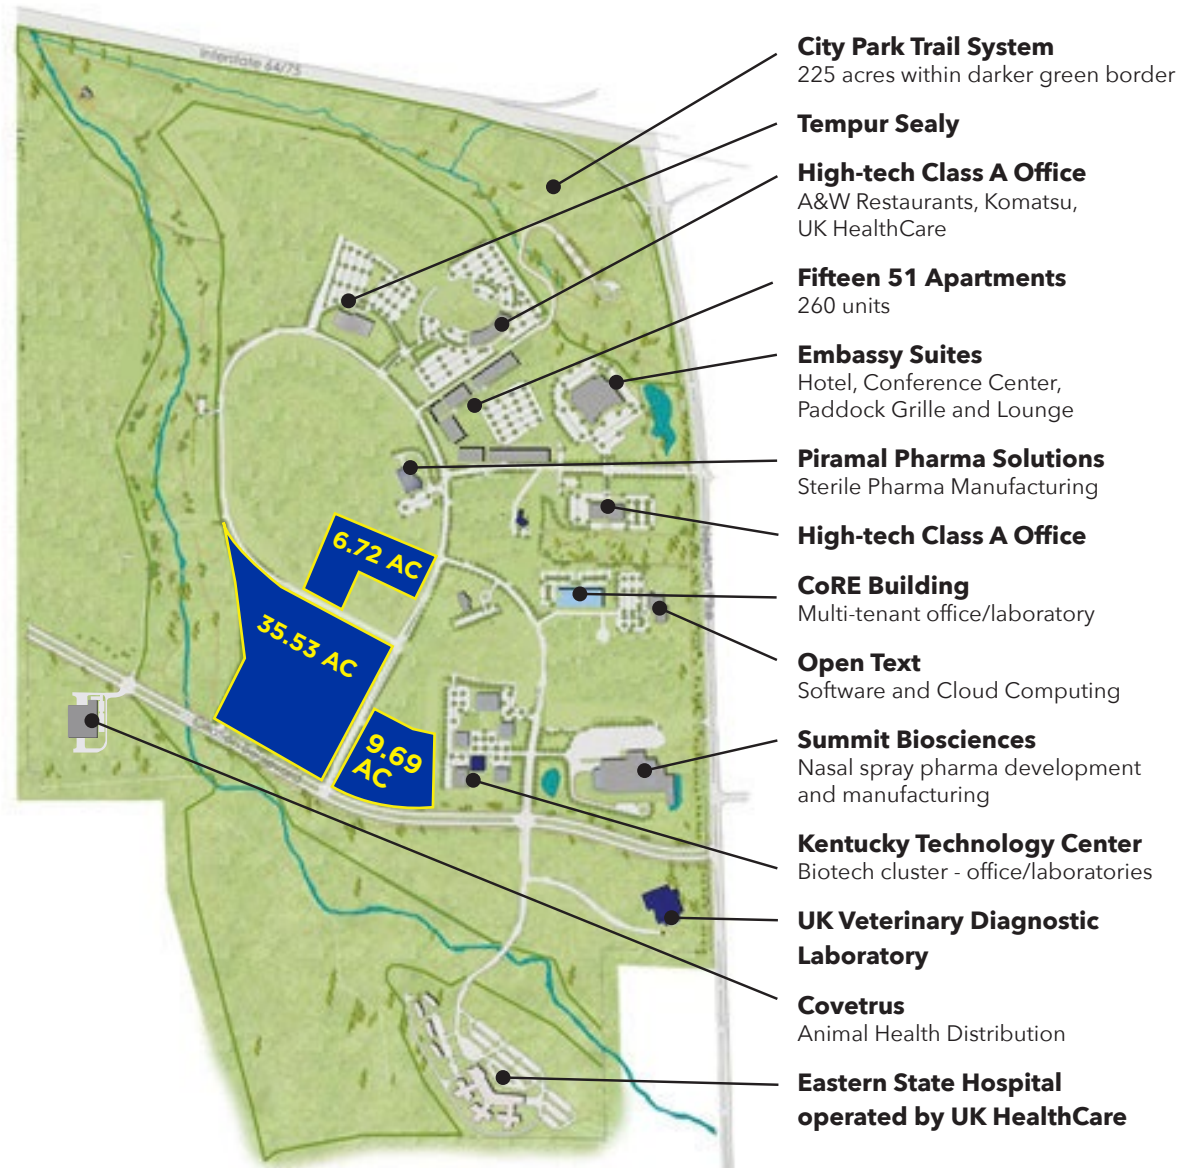 Interstate 64/75
City Park Trail System
225 acres within darker green border
Tempur Sealy
High-tech Class A Office
A&W Restaurants, Komatsu,
UK HealthCare
Fifteen 51 Apartments
260 units
Embassy Suites
Hotel, Conference Center,
Paddock Grille and Lounge
Piramal Pharma Solutions
Sterile Pharma Manufacturing
High-tech Class A Office
CoRE Building
Multi-tenant office/laboratory
Open Text
Software and Cloud Computing
Summit Biosciences
Nasal spray pharma development
and manufacturing
Kentucky Technology Center
Biotech cluster - office/laboratories
UK Veterinary Diagnostic
Laboratory
Covetrus
Animal Health Distribution
Eastern State Hospital
operated by UK HealthCare
6.72 AC
35.53 AC
9.69
AC